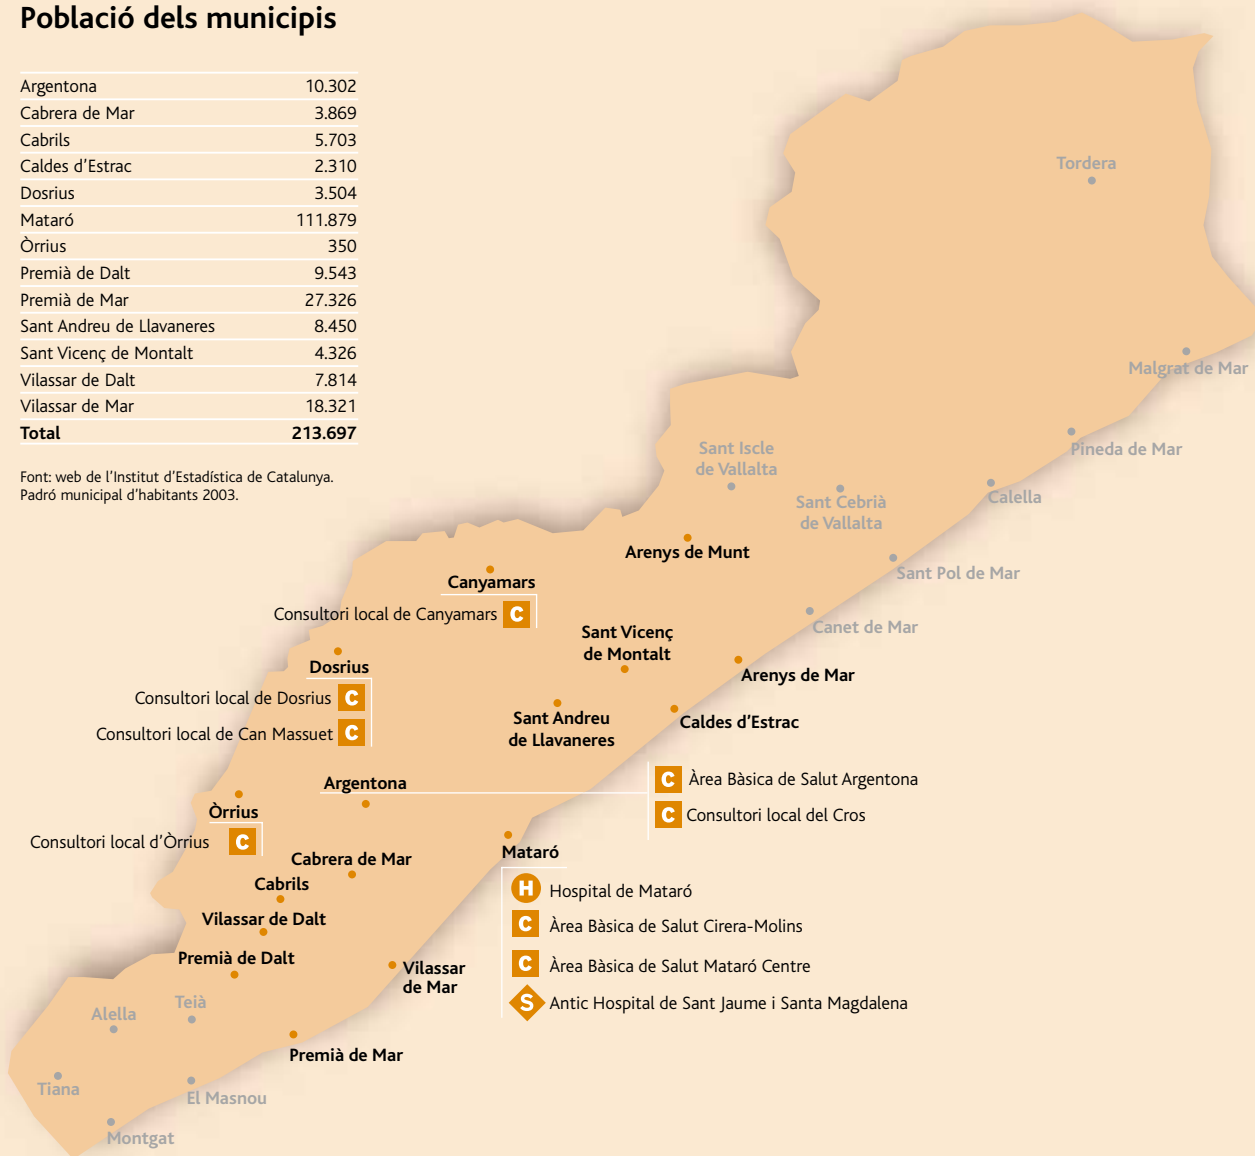 Població dels municipis
Argentona 10.302
Cabrera de Mar 3.869
Cabrils 5.703
Caldes d'Estrac 2.310
Dosrius 3.504
Mataró 111.879
Òrrius 350
Premià de Dalt 9.543
Premià de Mar 27.326
Sant Andreu de Llavaneres 8.450
Sant Vicenç de Montalt 4.326
Vilassar de Dalt 7.814
Vilassar de Mar 18.321
Total 213.697
Font: web de l'Institut d'Estadística de Catalunya.
Padró municipal d'habitants 2003.
Tordera
Malgrat de Mar
Pineda de Mar
Sant Iscle
de Vallalta
Calella
Sant Cebrià
de Vallalta
Arenys de Munt
Sant Pol de Mar
Canyamars
Consultori local de Canyamars C
Canet de Mar
Sant Vicenç
de Montalt
Dosrius
Consultori local de Dosrius C
Consultori local de Can Massuet C
Arenys de Mar
Sant Andreu
de Llavaneres
Caldes d'Estrac
Argentona
C Àrea Bàsica de Salut Argentona
C Consultori local del Cros
Òrrius
Consultori local d'Òrrius C
Mataró
H Hospital de Mataró
C Àrea Bàsica de Salut Cirera-Molins
C Àrea Bàsica de Salut Mataró Centre
S Antic Hospital de Sant Jaume i Santa Magdalena
Cabrera de Mar
Cabrils
Vilassar de Dalt
Premià de Dalt
Vilassar
de Mar
Teià
Alella
Premià de Mar
Tiana
El Masnou
Montgat